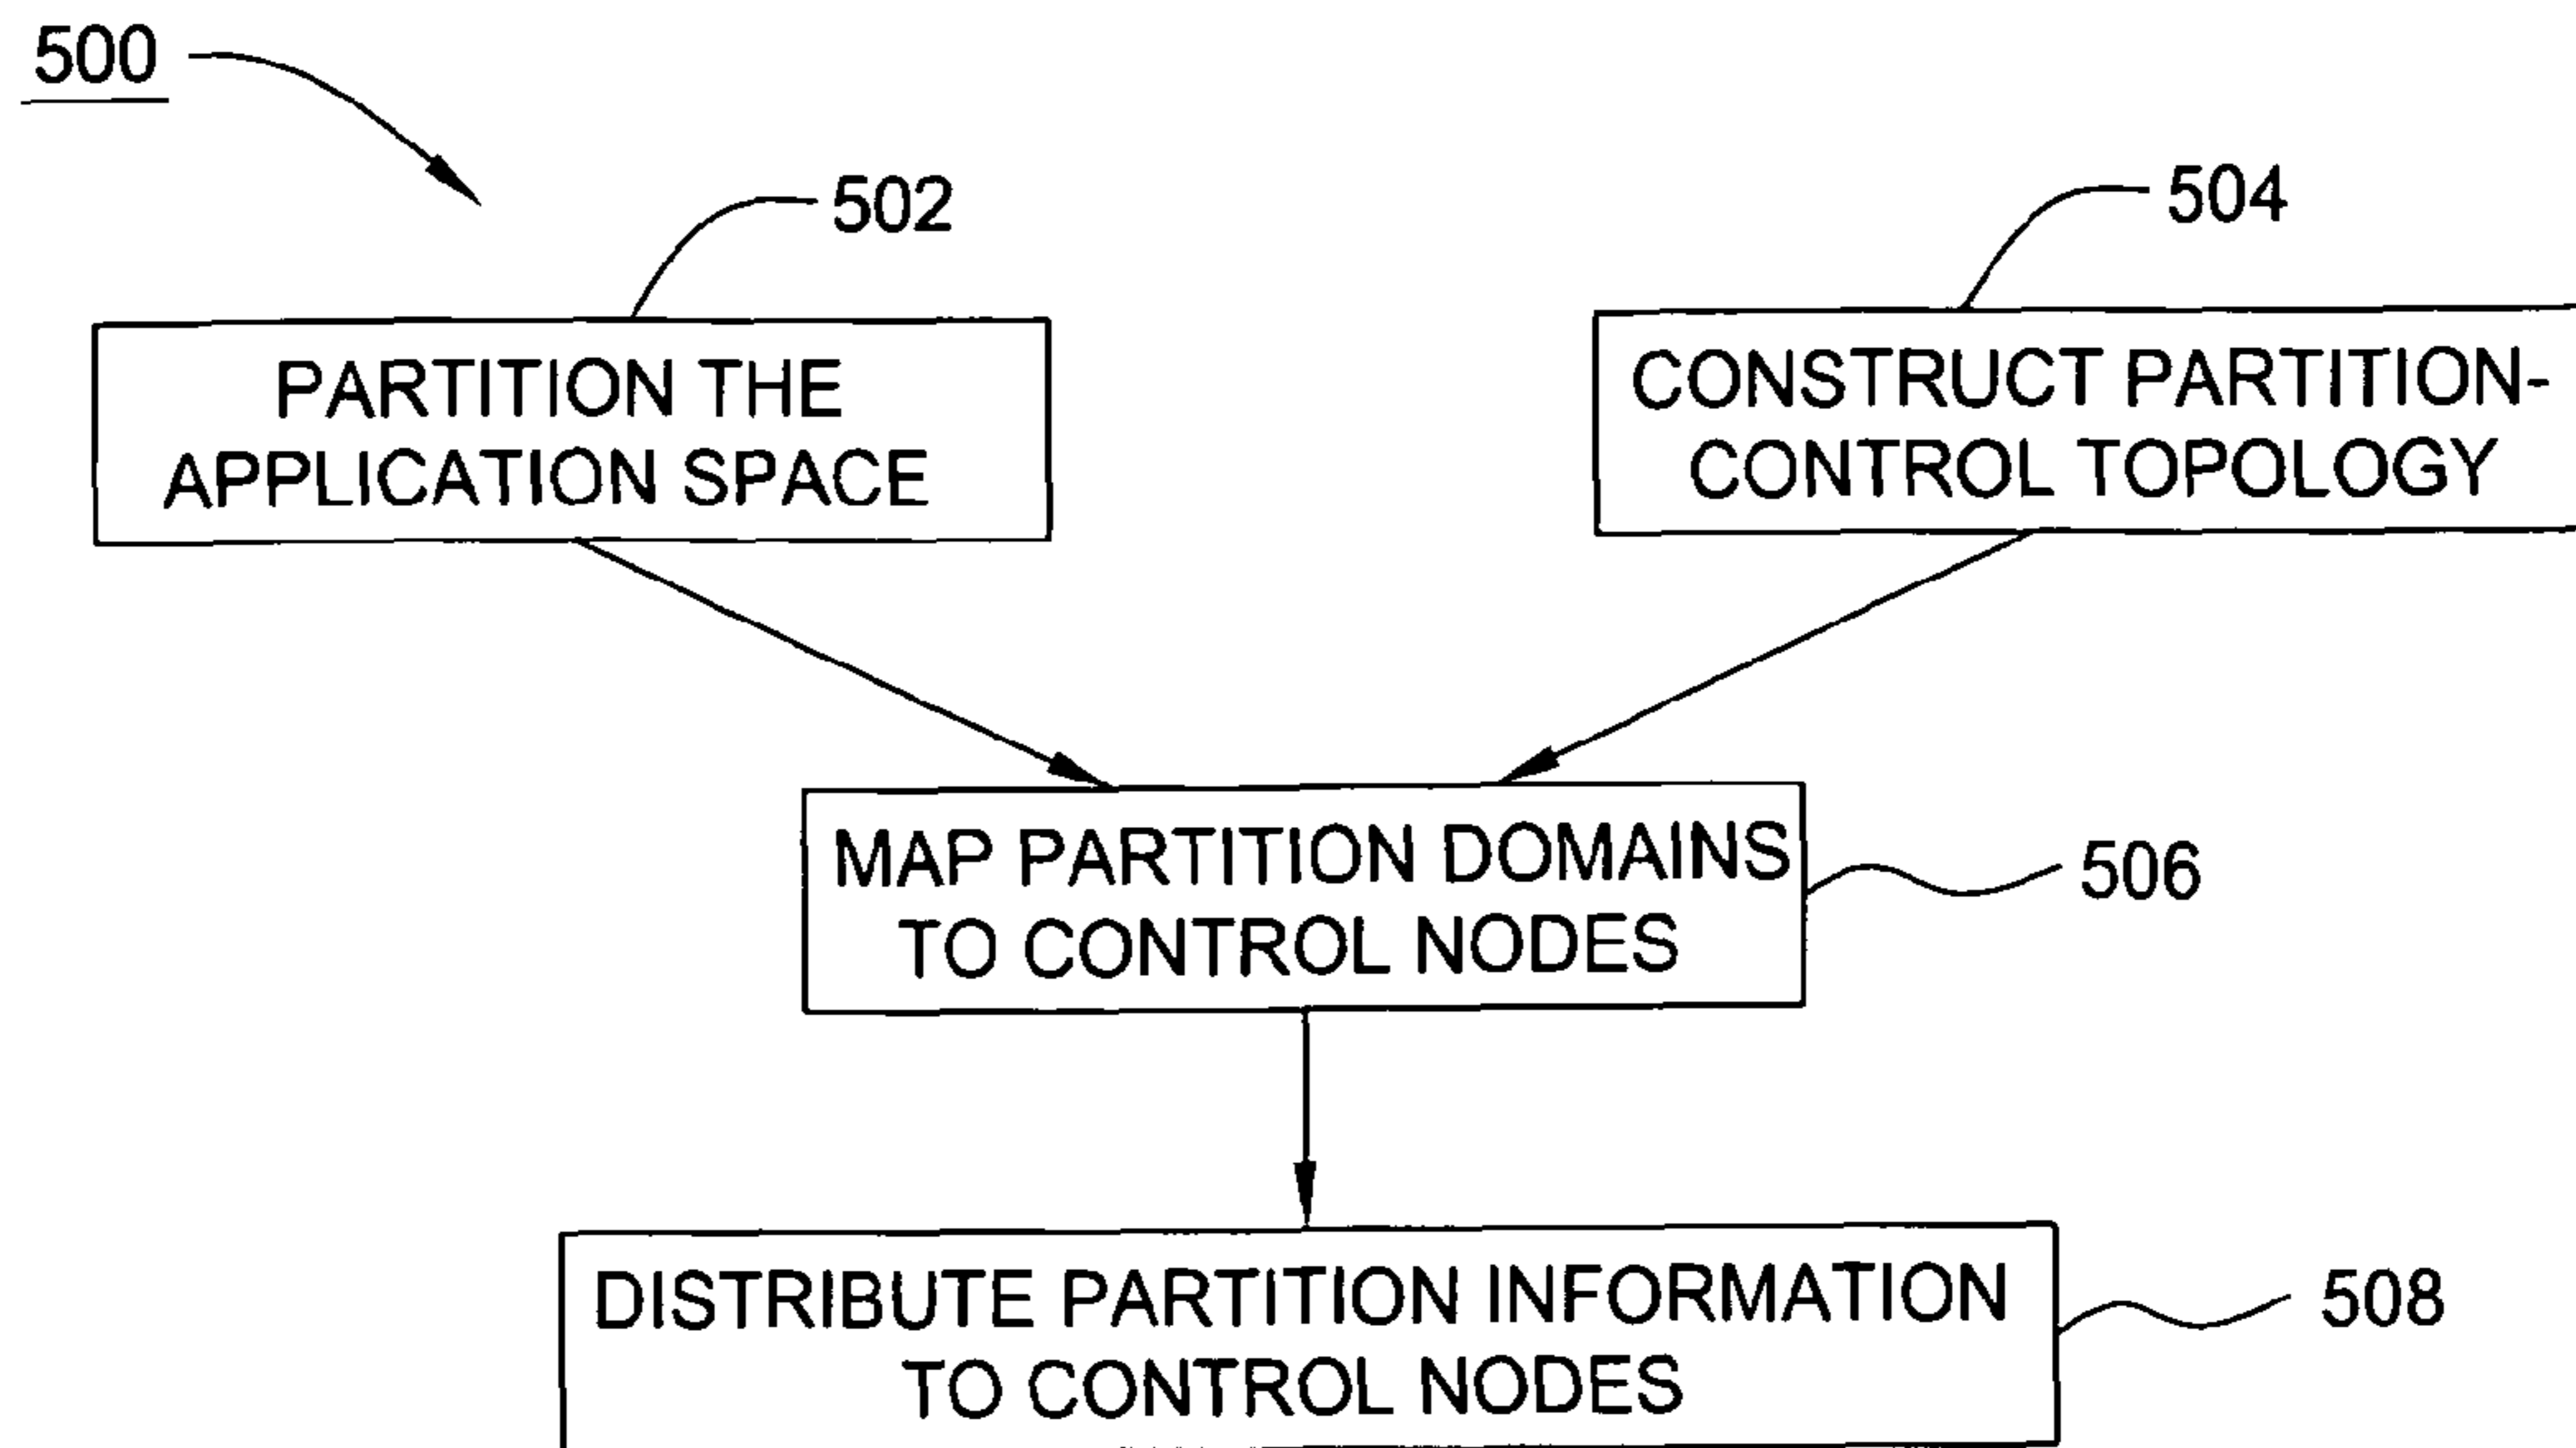 500
502
504
PARTITION THE
APPLICATION SPACE
CONSTRUCT PARTITION-
CONTROL TOPOLOGY
MAP PARTITION DOMAINS
TO CONTROL NODES
506
DISTRIBUTE PARTITION INFORMATION
TO CONTROL NODES
508